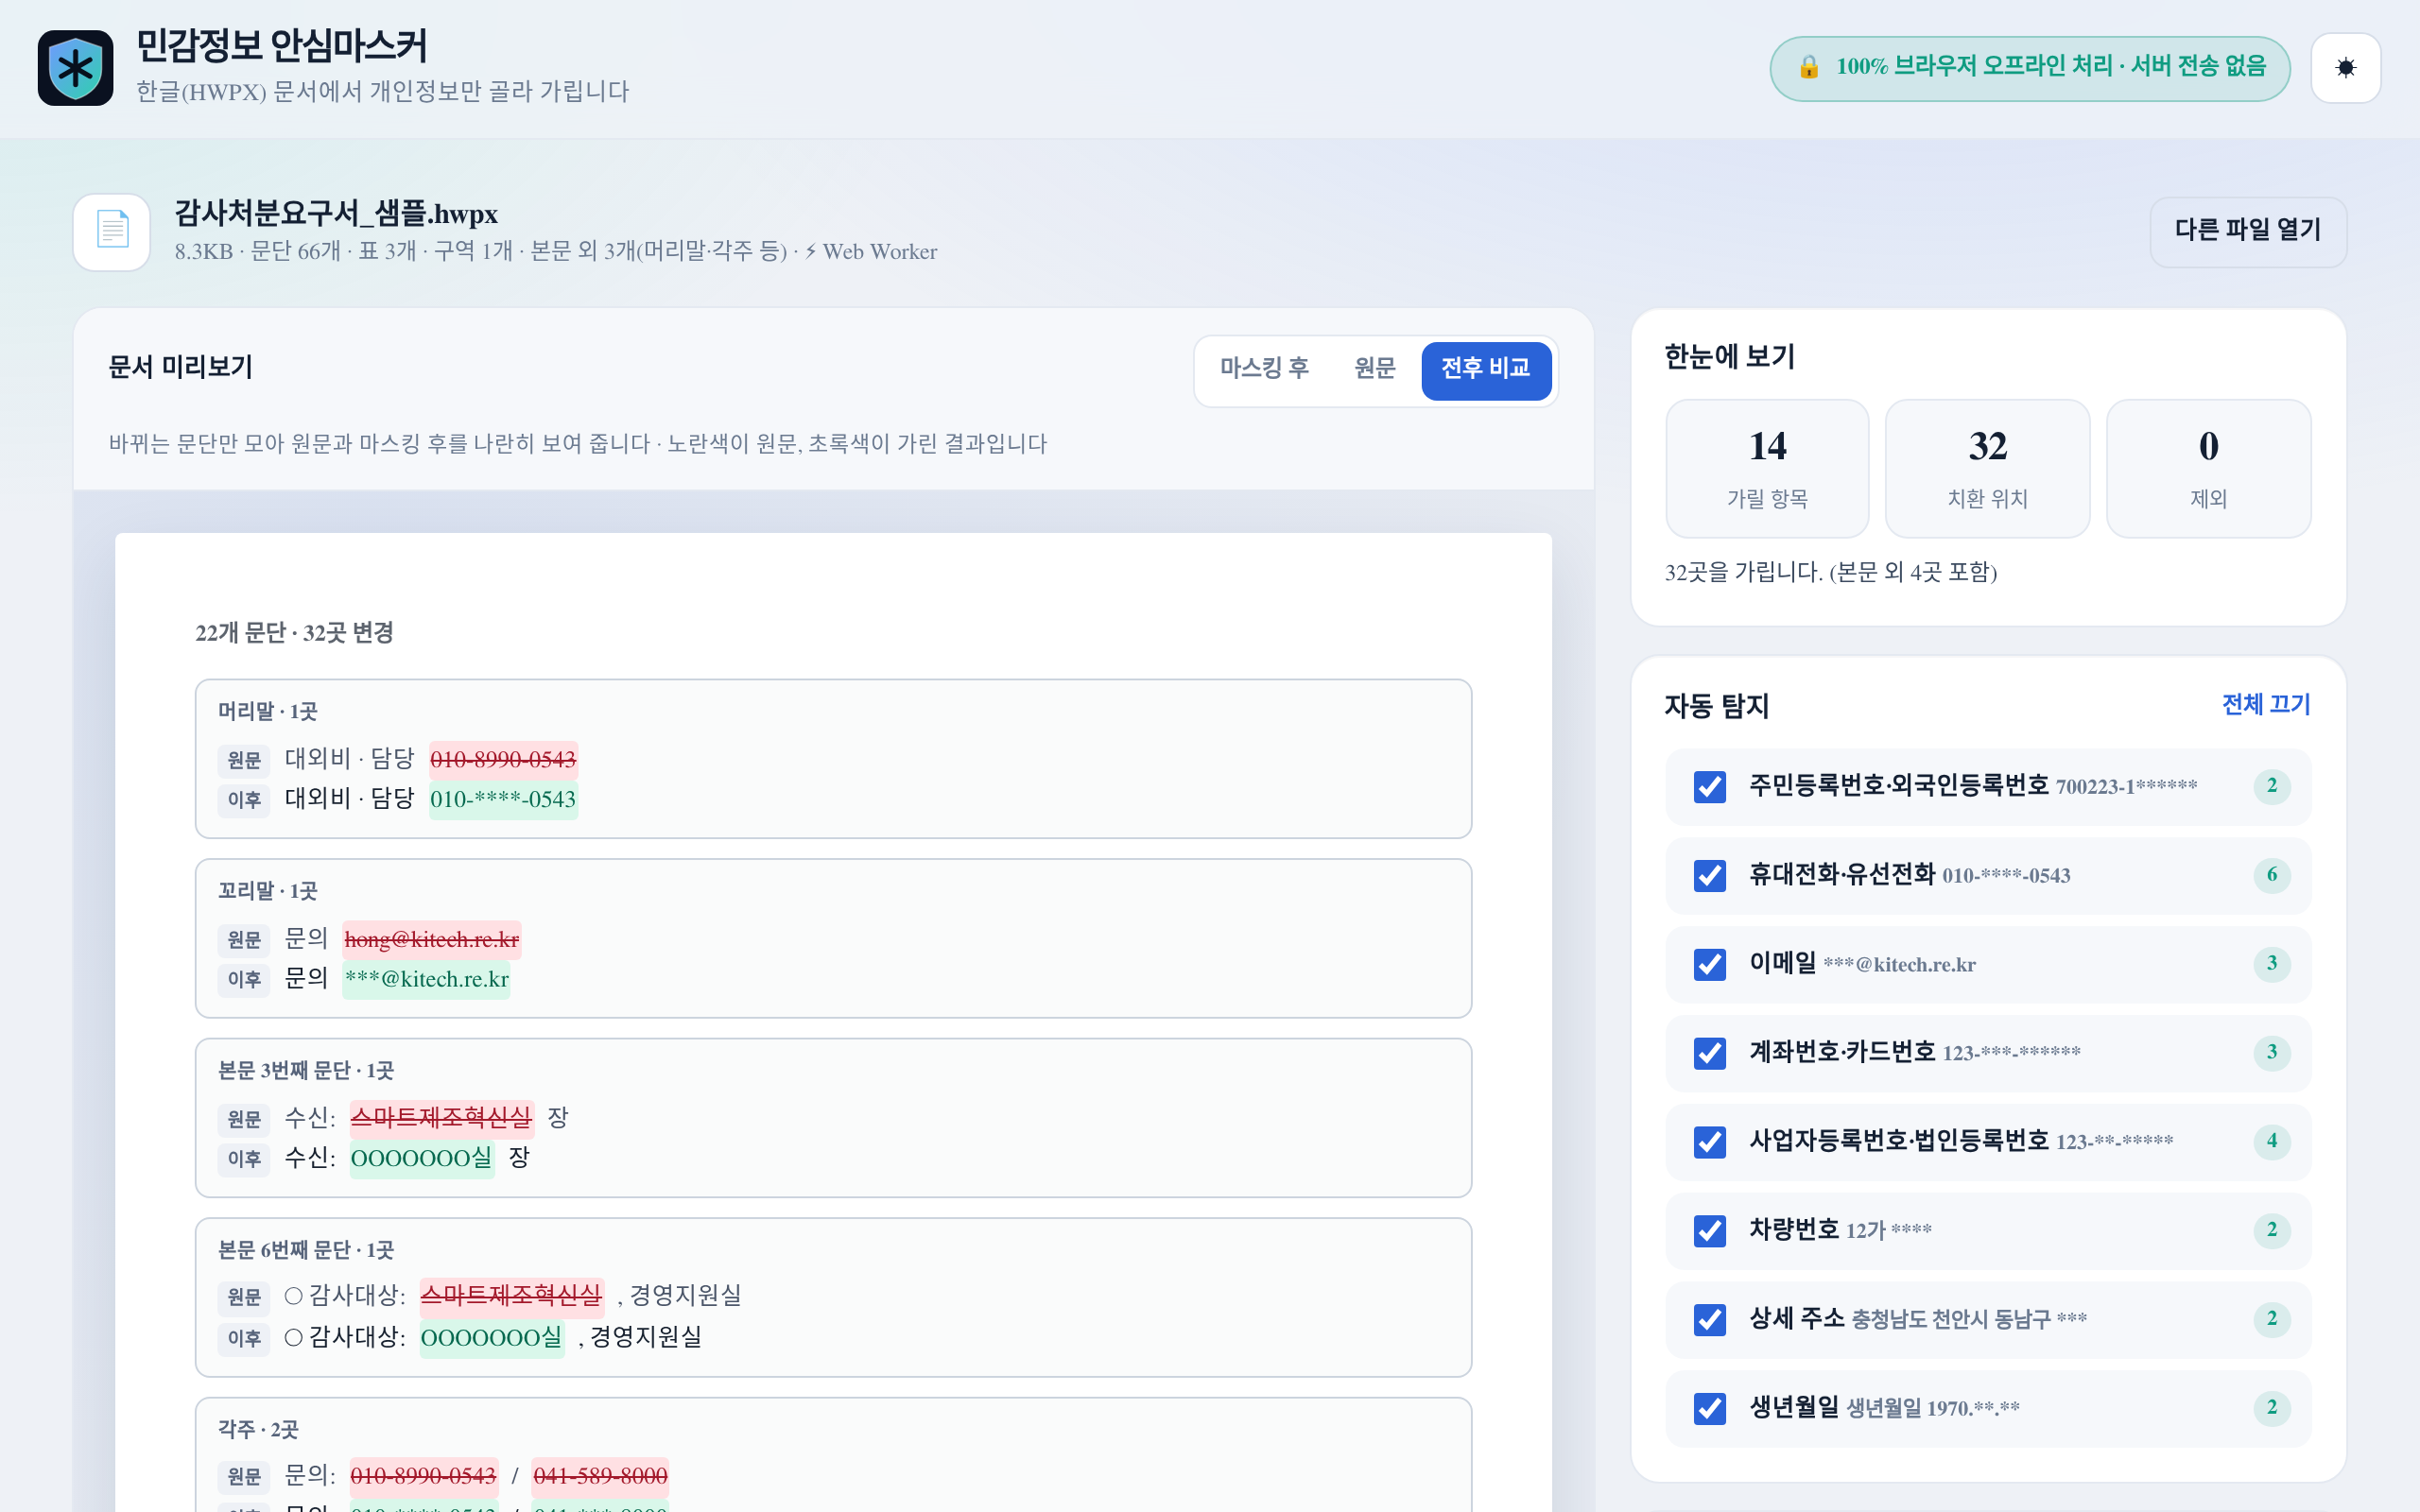 민감정보 안심마스커
한글(HWPX) 문서에서 개인정보만 골라 가립니다
100% 브라우저 오프라인 처리 · 서버 전송 없음
감사처분요구서_샘플.hwpx
8.3KB · 문단 66개 · 표 3개 · 구역 1개 · 본문 외 3개(머리말·각주 등) · ⚡ Web Worker
다른 파일 열기
문서 미리보기
마스킹 후 원문 전후 비교
바뀌는 문단만 모아 원문과 마스킹 후를 나란히 보여 줍니다 · 노란색이 원문, 초록색이 가린 결과입니다
22개 문단 · 32곳 변경
머리말 · 1곳
원문 대외비 · 담당 010-8990-0543
이후 대외비 · 담당 010-****-0543
꼬리말 · 1곳
원문 문의 hong@kitech.re.kr
이후 문의 ***@kitech.re.kr
본문 3번째 문단 · 1곳
원문 수신: 스마트제조혁신실 장
이후 수신: OOOOOOO실 장
본문 6번째 문단 · 1곳
원문 ○ 감사대상: 스마트제조혁신실 , 경영지원실
이후 ○ 감사대상: OOOOOOO실 , 경영지원실
각주 · 2곳
원문 문의: 010-8990-0543 / 041-589-8000
한눈에 보기
14 32 0
가릴 항목 치환 위치 제외
32곳을 가립니다. (본문 외 4곳 포함)
자동 탐지 전체 끄기
주민등록번호·외국인등록번호 700223-1****** 2
휴대전화·유선전화 010-****-0543 6
이메일 ***@kitech.re.kr 3
계좌번호·카드번호 123-***-****** 3
사업자등록번호·법인등록번호 123-**-***** 4
차량번호 12가 **** 2
상세 주소 충청남도 천안시 동남구 *** 2
생년월일 생년월일 1970.**.** 2